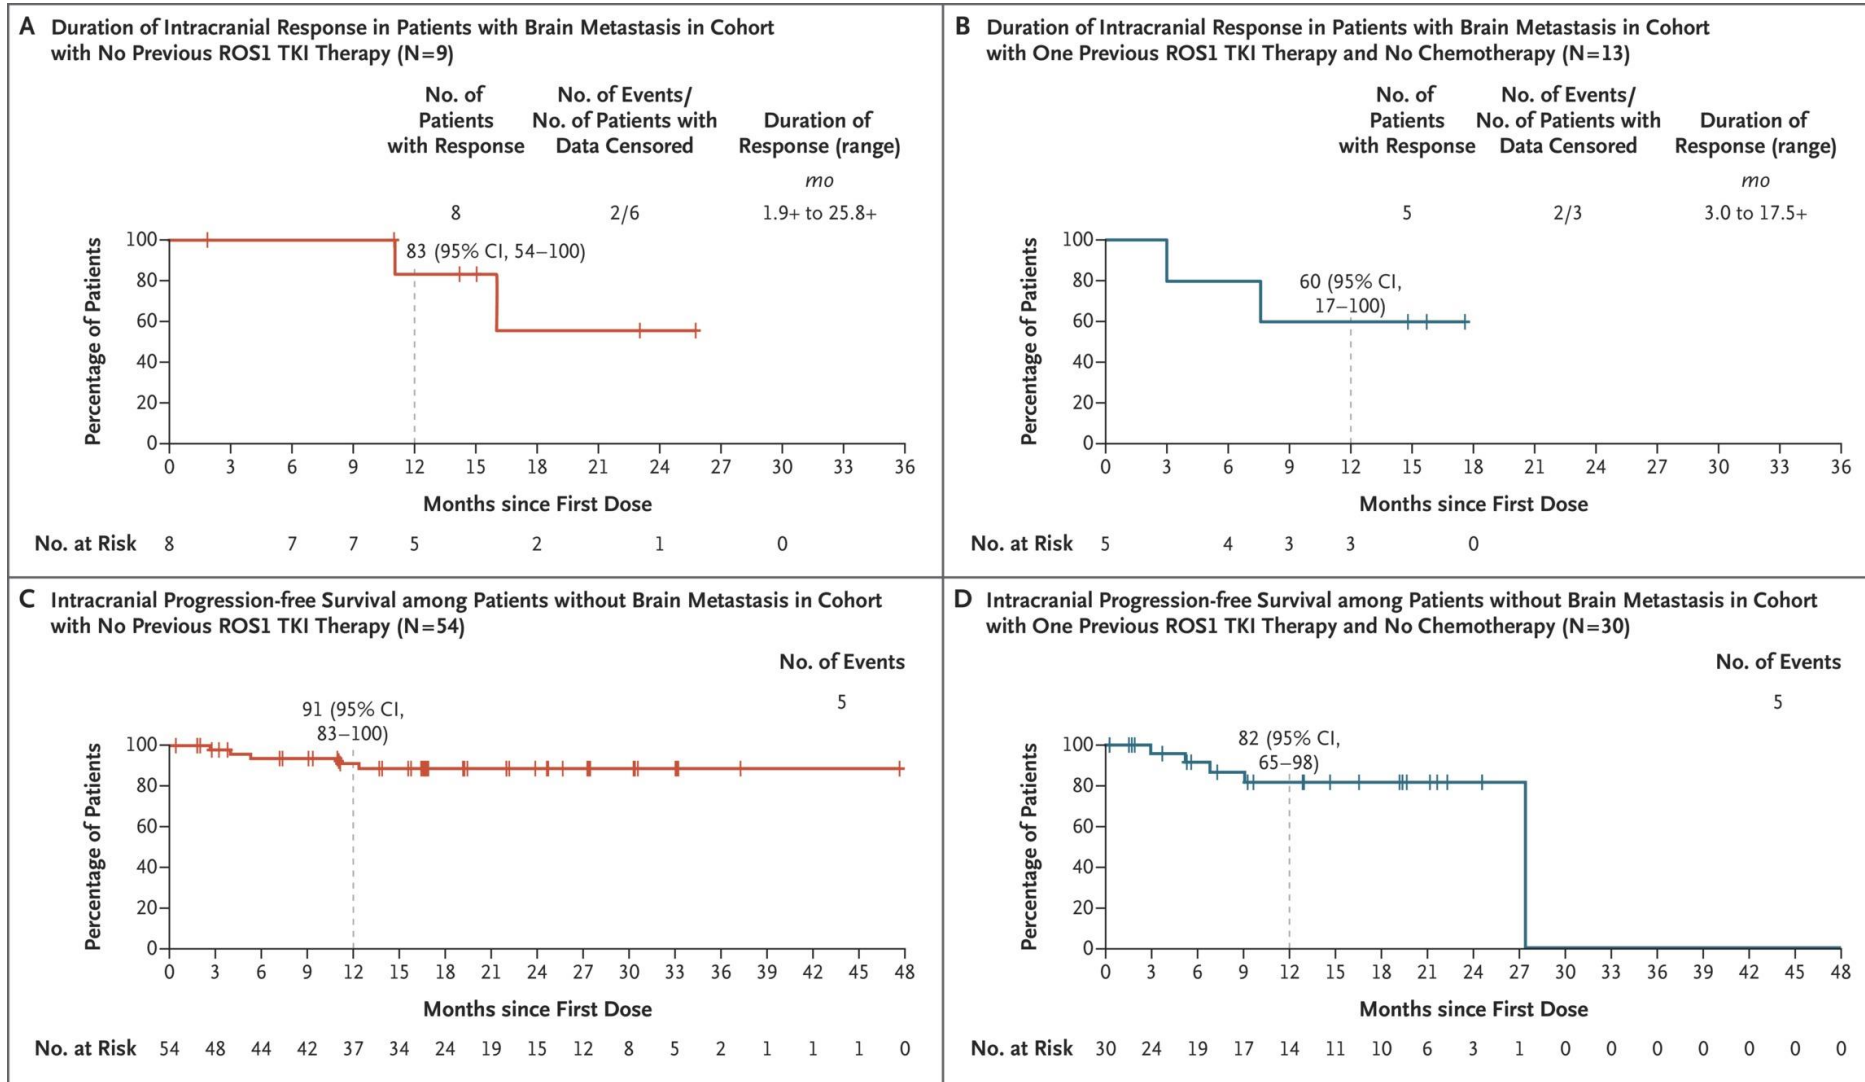 A Duration of Intracranial Response in Patients with Brain Metastasis in Cohort
with No Previous ROS1 TKI Therapy (N=9)
No. of
Patients
with Response
No. of Events/
No. of Patients with
Data Censored
Duration of
Response (range)
mo
8 2/6 1.9+ to 25.8+
83 (95% CI, 54–100)
Percentage of Patients
100
80
60
40
20
0
0 3 6 9 12 15 18 21 24 27 30 33 36
Months since First Dose
No. at Risk 8 7 7 5 2 1 0
B Duration of Intracranial Response in Patients with Brain Metastasis in Cohort
with One Previous ROS1 TKI Therapy and No Chemotherapy (N=13)
No. of
Patients
with Response
No. of Events/
No. of Patients with
Data Censored
Duration of
Response (range)
mo
5 2/3 3.0 to 17.5+
60 (95% CI,
17–100)
Percentage of Patients
100
80
60
40
20
0
0 3 6 9 12 15 18 21 24 27 30 33 36
Months since First Dose
No. at Risk 5 4 3 3 0
C Intracranial Progression-free Survival among Patients without Brain Metastasis in Cohort
with No Previous ROS1 TKI Therapy (N=54)
No. of Events
5
91 (95% CI,
83–100)
Percentage of Patients
100
80
60
40
20
0
0 3 6 9 12 15 18 21 24 27 30 33 36 39 42 45 48
Months since First Dose
No. at Risk 54 48 44 42 37 34 24 19 15 12 8 5 2 1 1 1 0
D Intracranial Progression-free Survival among Patients without Brain Metastasis in Cohort
with One Previous ROS1 TKI Therapy and No Chemotherapy (N=30)
No. of Events
5
82 (95% CI,
65–98)
Percentage of Patients
100
80
60
40
20
0
0 3 6 9 12 15 18 21 24 27 30 33 36 39 42 45 48
Months since First Dose
No. at Risk 30 24 19 17 14 11 10 6 3 1 0 0 0 0 0 0 0